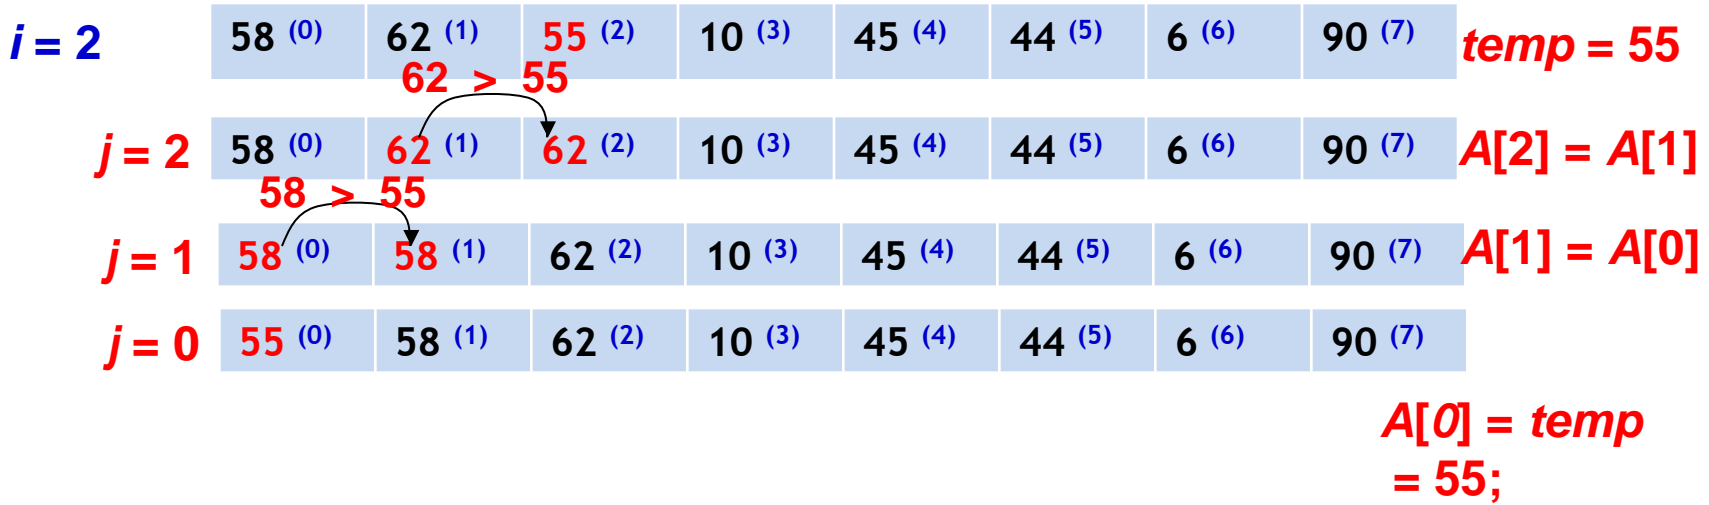 i = 2 58 (0) 62 (1) 55 (2) 10 (3) 45 (4) 44 (5) 6 (6) 90 (7) temp = 55
62 > 55
j = 2 58 (0) 62 (1) 62 (2) 10 (3) 45 (4) 44 (5) 6 (6) 90 (7) A[2] = A[1]
58 > 55
j = 1 58 (0) 58 (1) 62 (2) 10 (3) 45 (4) 44 (5) 6 (6) 90 (7) A[1] = A[0]
j = 0 55 (0) 58 (1) 62 (2) 10 (3) 45 (4) 44 (5) 6 (6) 90 (7)
A[0] = temp
= 55;